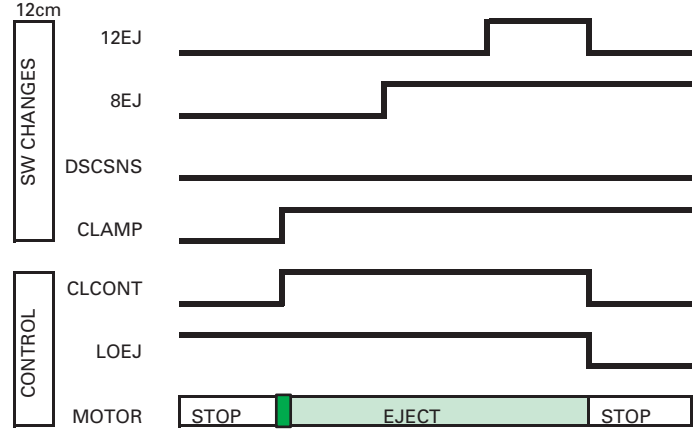 12cm
SW CHANGES
12EJ
8EJ
DSCSNS
CLAMP
CONTROL
CLCONT
LOEJ
MOTOR STOP EJECT STOP